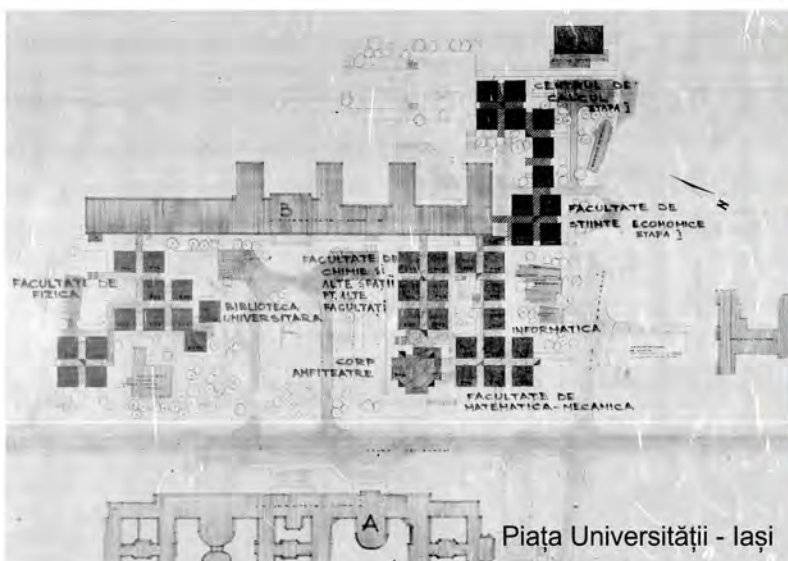 CENTRUL DE
CALCUL
ETAPA I
FACULTATE DE
STIINTE ECONOMICE
ETAPA I
N
B
FACULTATE DE
FIZICA
BIBLIOTECA
UNIVERSITARA
FACULTATE DE
CHIMIE SI
ALTE SPATII
PT. ALTE
FACULTATI
INFORMATICA
CORP
AMFITEATRE
FACULTATE DE
MATEMATICA-MECANICA
A
Piața Universității - Iași